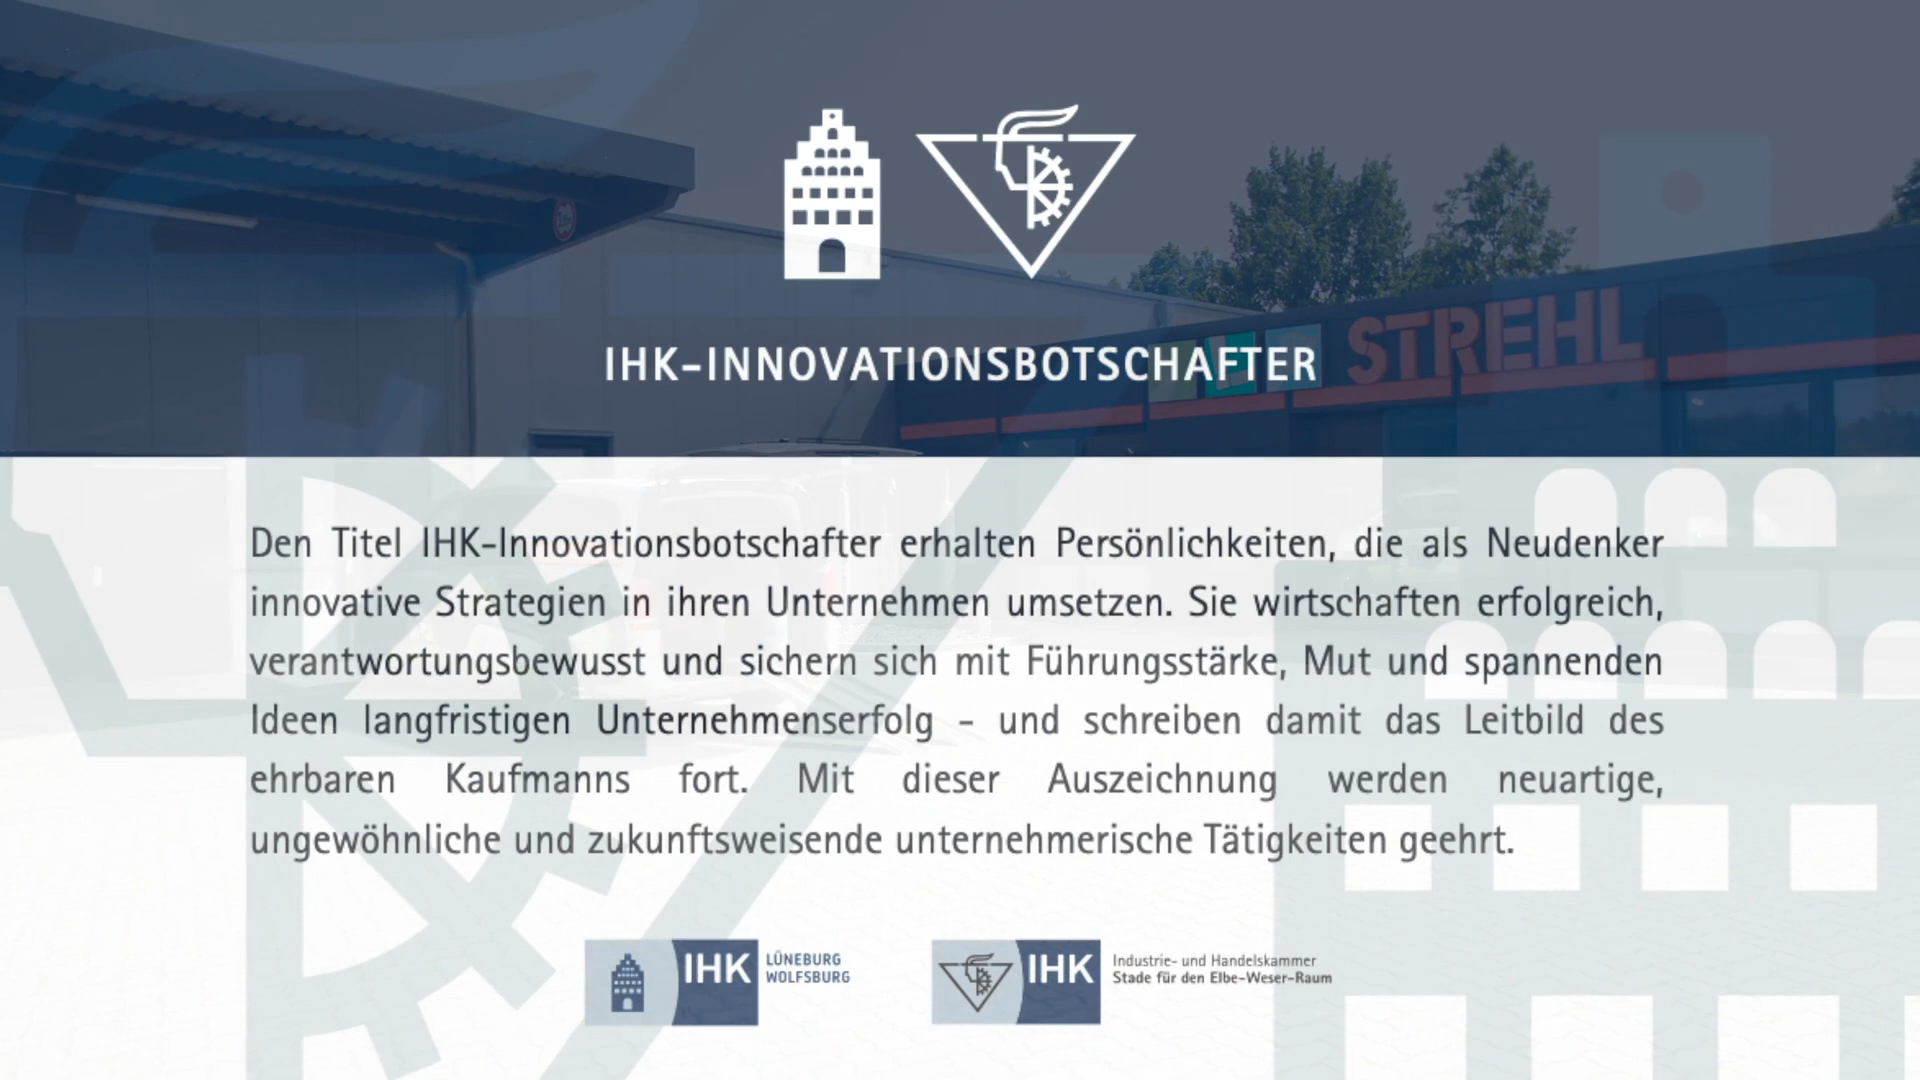 STREHL
IHK-INNOVATIONSBOTSCHAFTER
Den Titel IHK-Innovationsbotschafter erhalten Persönlichkeiten, die als Neudenker
innovative Strategien in ihren Unternehmen umsetzen. Sie wirtschaften erfolgreich,
verantwortungsbewusst und sichern sich mit Führungsstärke, Mut und spannenden
Ideen langfristigen Unternehmenserfolg - und schreiben damit das Leitbild des
ehrbaren Kaufmanns fort. Mit dieser Auszeichnung werden neuartige,
ungewöhnliche und zukunftsweisende unternehmerische Tätigkeiten geehrt.
IHK LÜNEBURG
WOLFSBURG
IHK Industrie- und Handelskammer
Stade für den Elbe-Weser-Raum